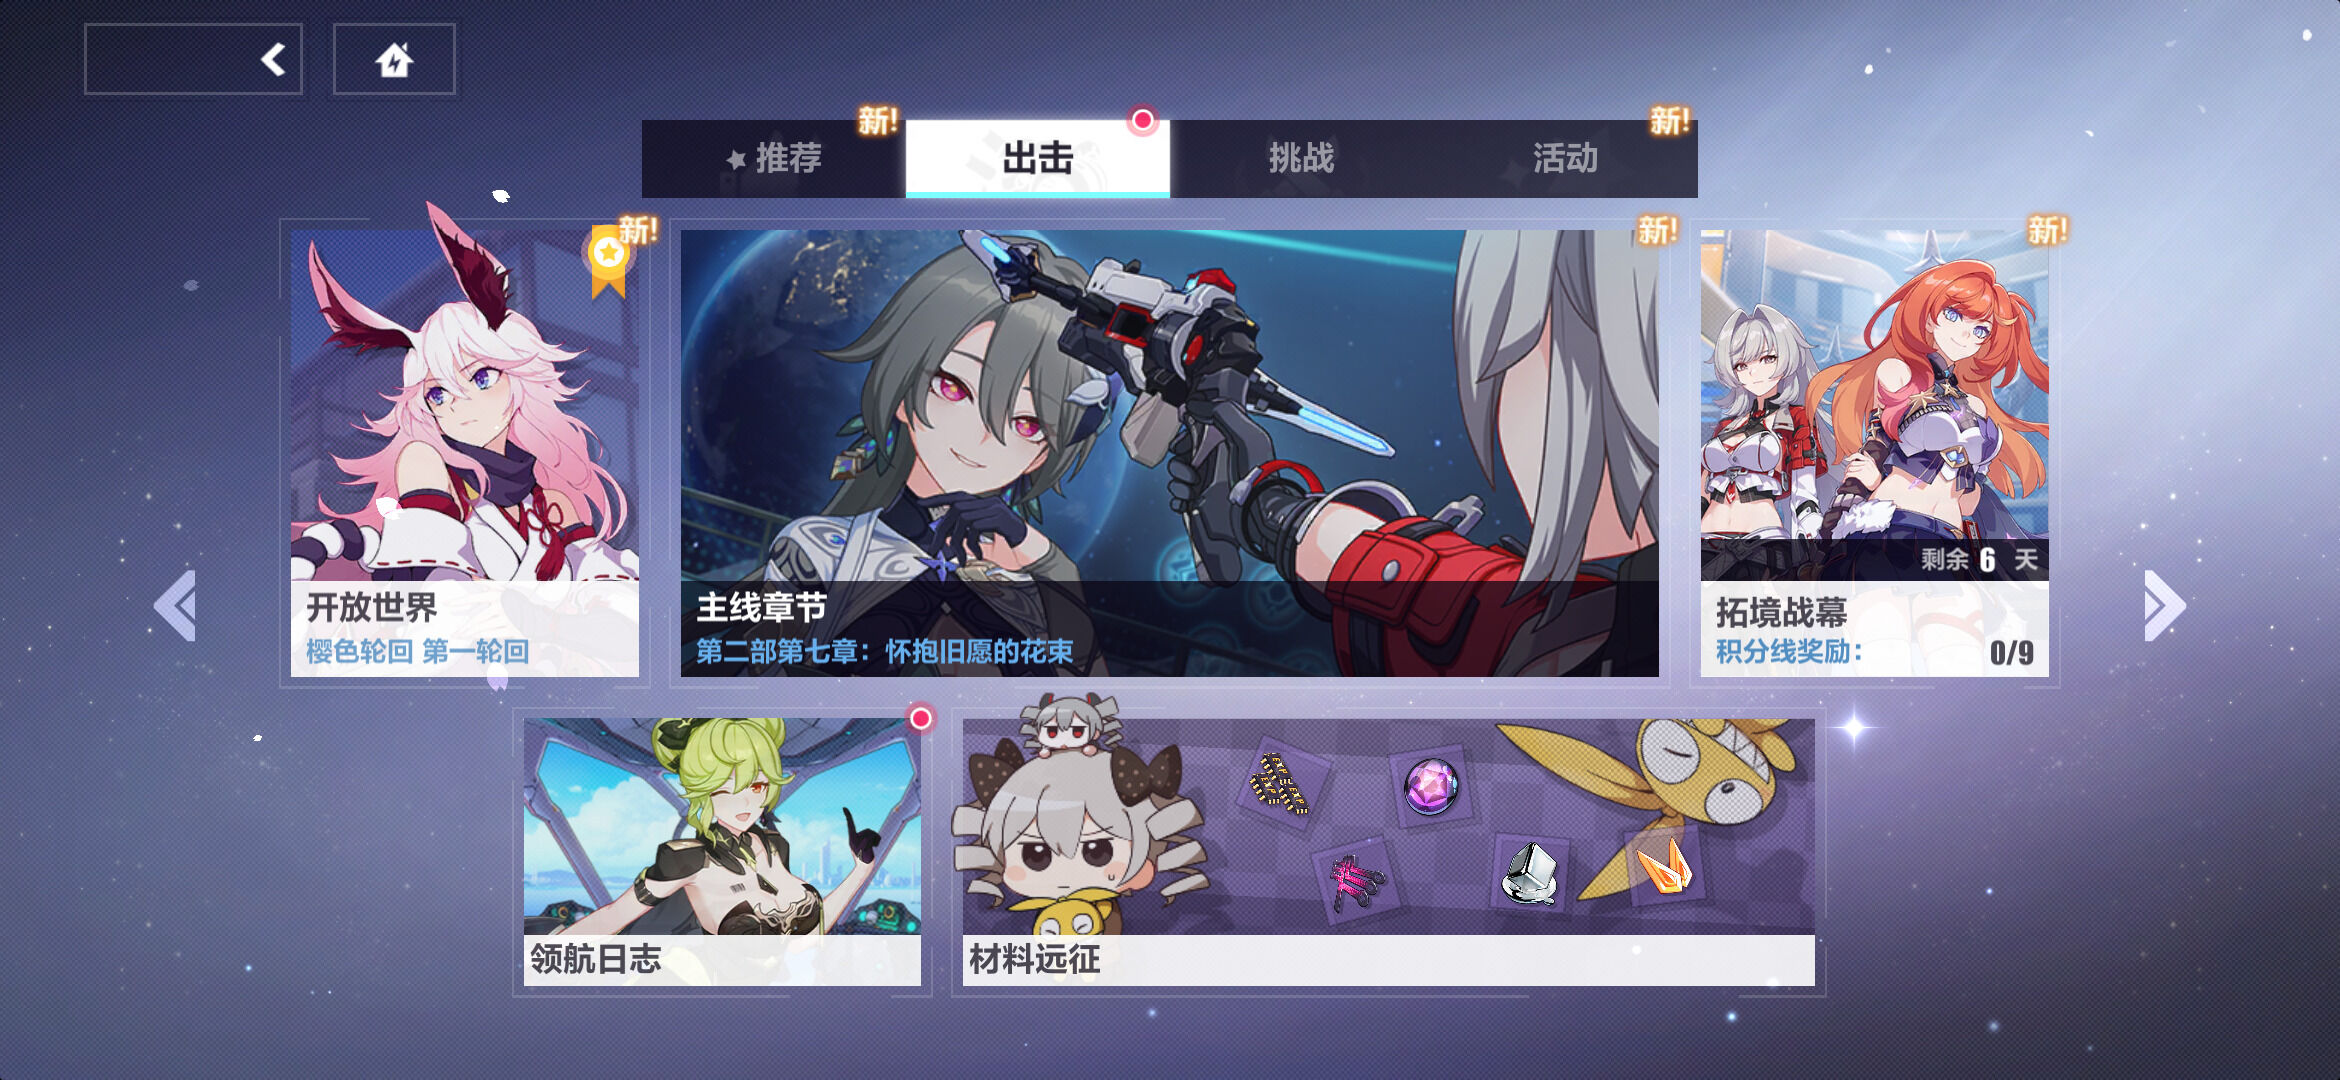 新!
新!
推荐
出击
挑战
活动
新!
新!
新!
开放世界
樱色轮回 第一轮回
主线章节
第二部第七章：怀抱旧愿的花束
剩余 6 天
拓境战幕
积分线奖励：
0/9
领航日志
材料远征